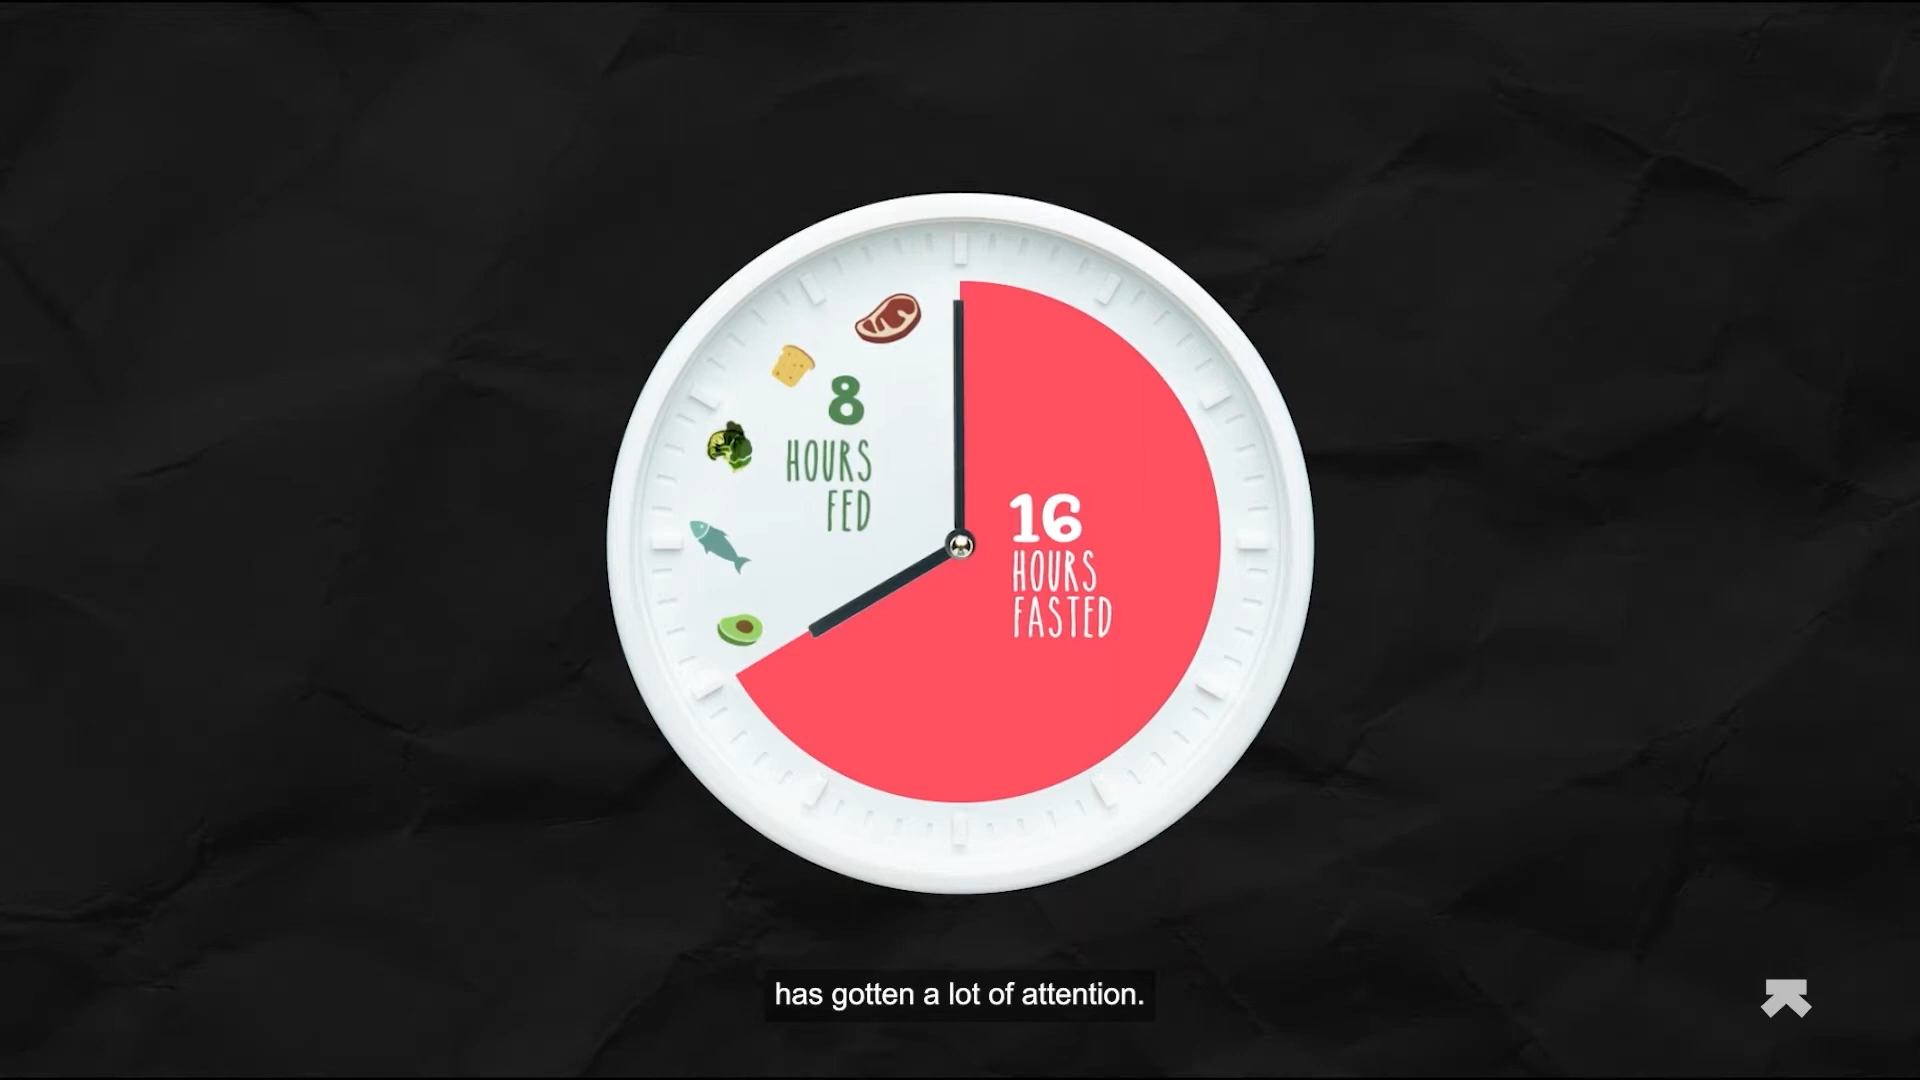 8
HOURS
FED
16
HOURS
FASTED
has gotten a lot of attention.